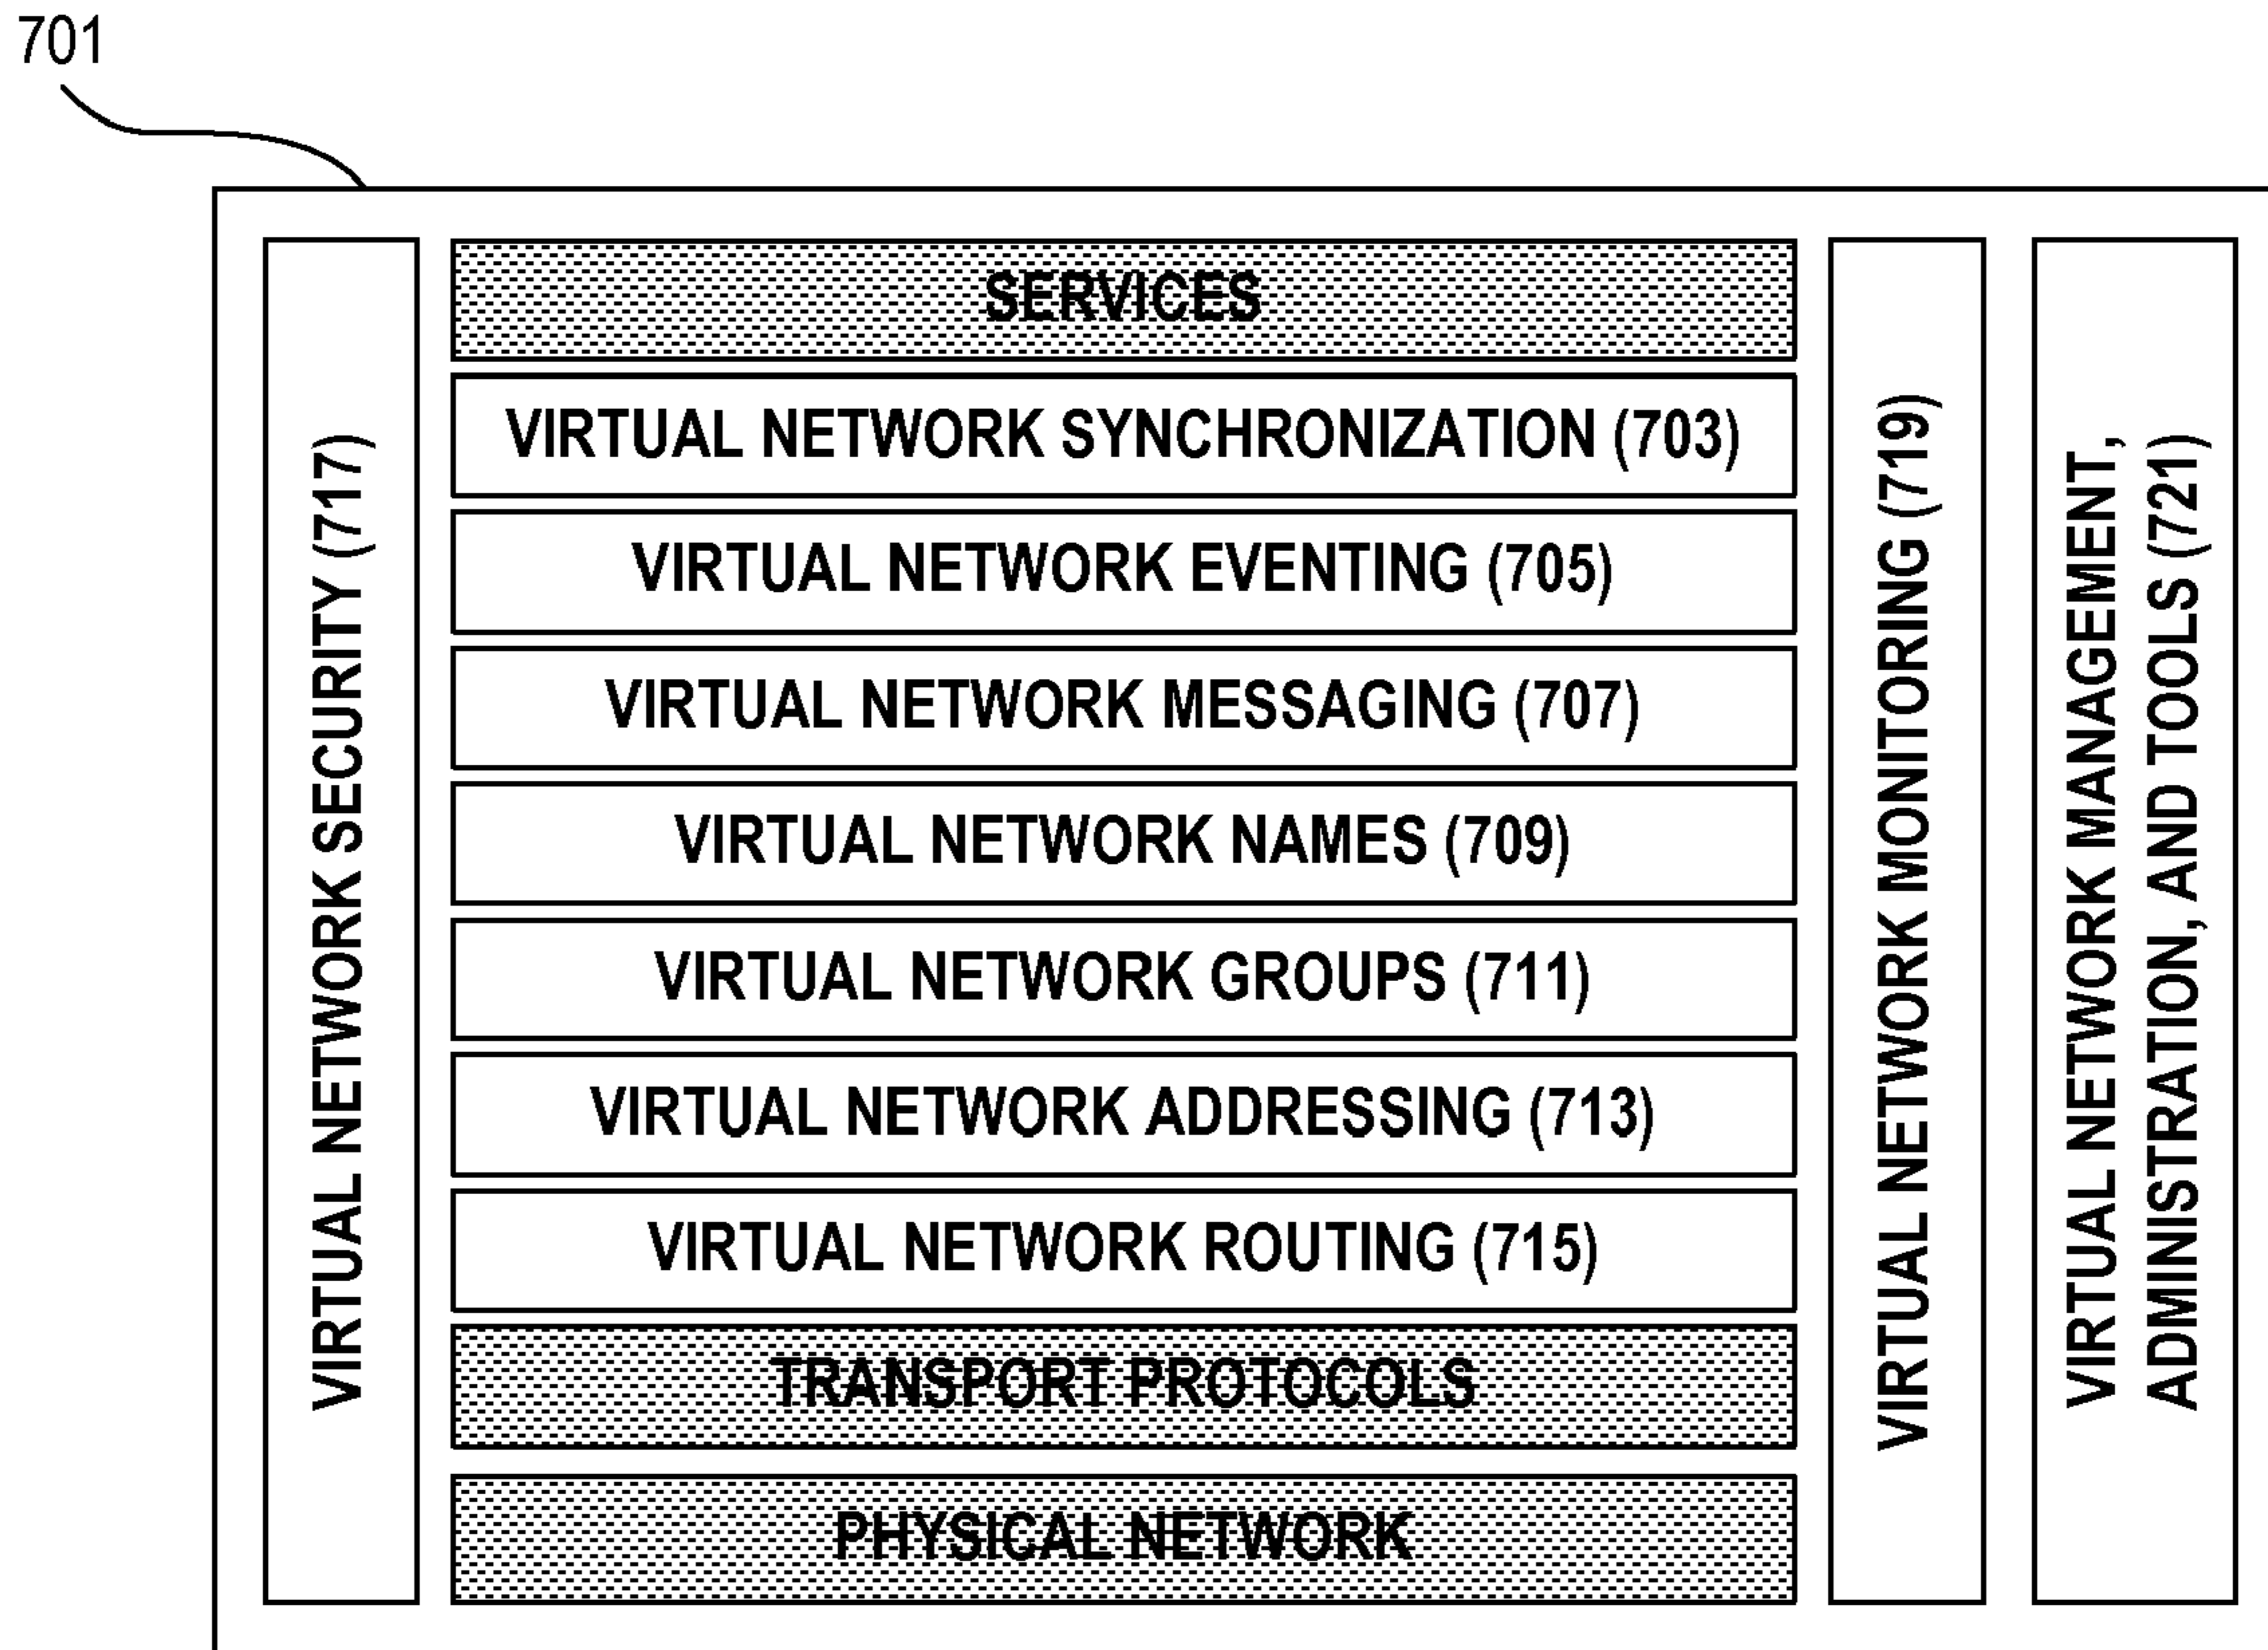 701
VIRTUAL NETWORK SECURITY (717)
SERVICES
VIRTUAL NETWORK SYNCHRONIZATION (703)
VIRTUAL NETWORK EVENTING (705)
VIRTUAL NETWORK MESSAGING (707)
VIRTUAL NETWORK NAMES (709)
VIRTUAL NETWORK GROUPS (711)
VIRTUAL NETWORK ADDRESSING (713)
VIRTUAL NETWORK ROUTING (715)
TRANSPORT PROTOCOLS
PHYSICAL NETWORK
VIRTUAL NETWORK MONITORING (719)
VIRTUAL NETWORK MANAGEMENT,
ADMINISTRATION, AND TOOLS (721)